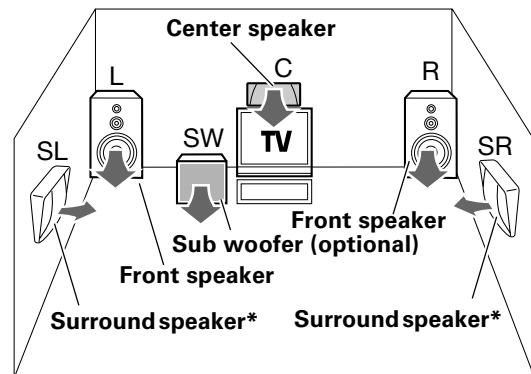 Center speaker
L
C
R
SL
SW
TV
SR
Front speaker
Sub woofer (optional)
Front speaker
Surround speaker*
Surround speaker*